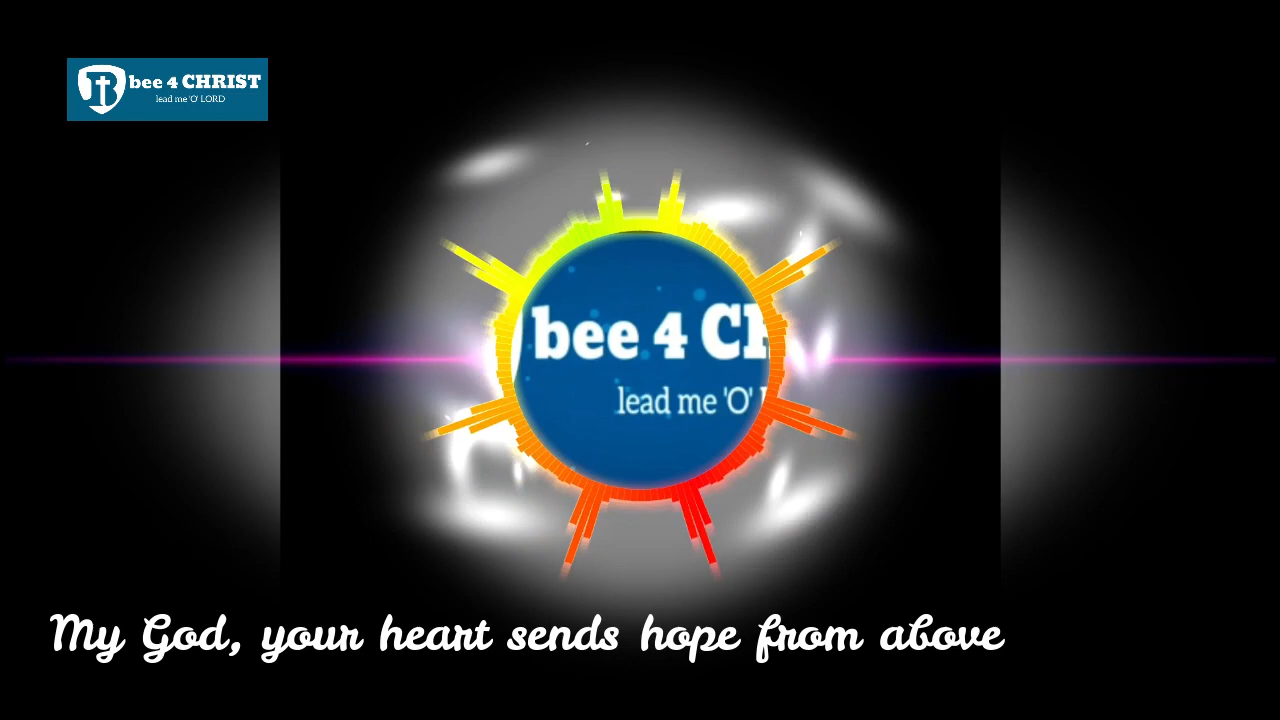 bee 4 CHRIST
lead me 'O' LORD
bee 4 CH
lead me 'O'
My God, your heart sends hope from above